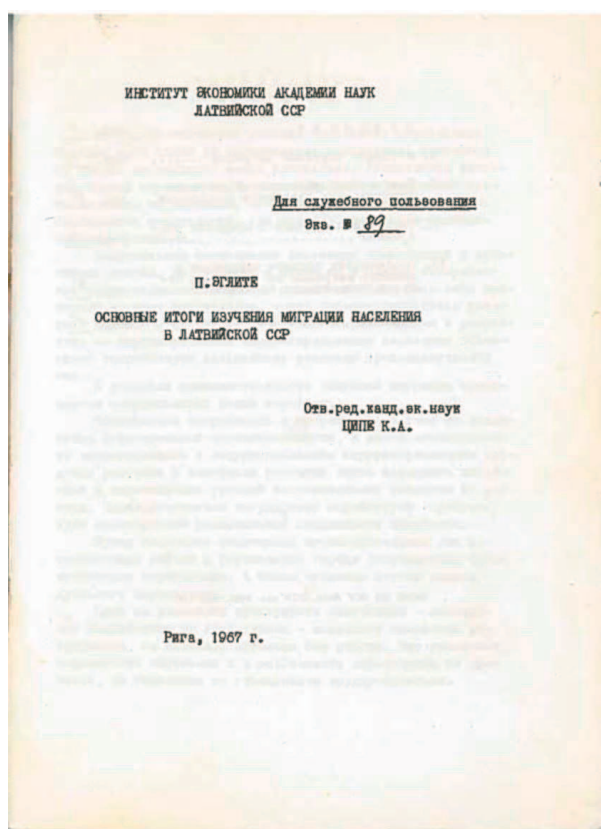 ИНСТИТУТ ЭКОНОМИКИ АКАДЕМИИ НАУК
ЛАТВИЙСКОЙ ССР
Для служебного пользования
Экз. № 89
П.ЭГЛИТЕ
ОСНОВНЫЕ ИТОГИ ИЗУЧЕНИЯ МИГРАЦИИ НАСЕЛЕНИЯ
В ЛАТВИЙСКОЙ ССР
Отв.ред.канд.эк.наук
ЦИПЕ К.А.
Рига, 1967 г.